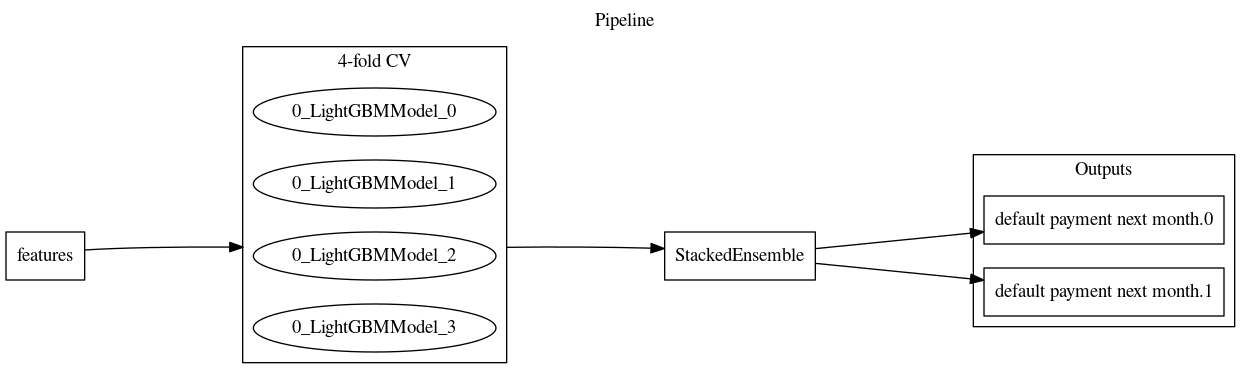 Pipeline
4-fold CV
0_LightGBMModel_0
0_LightGBMModel_1
0_LightGBMModel_2
0_LightGBMModel_3
features
StackedEnsemble
Outputs
default payment next month.0
default payment next month.1